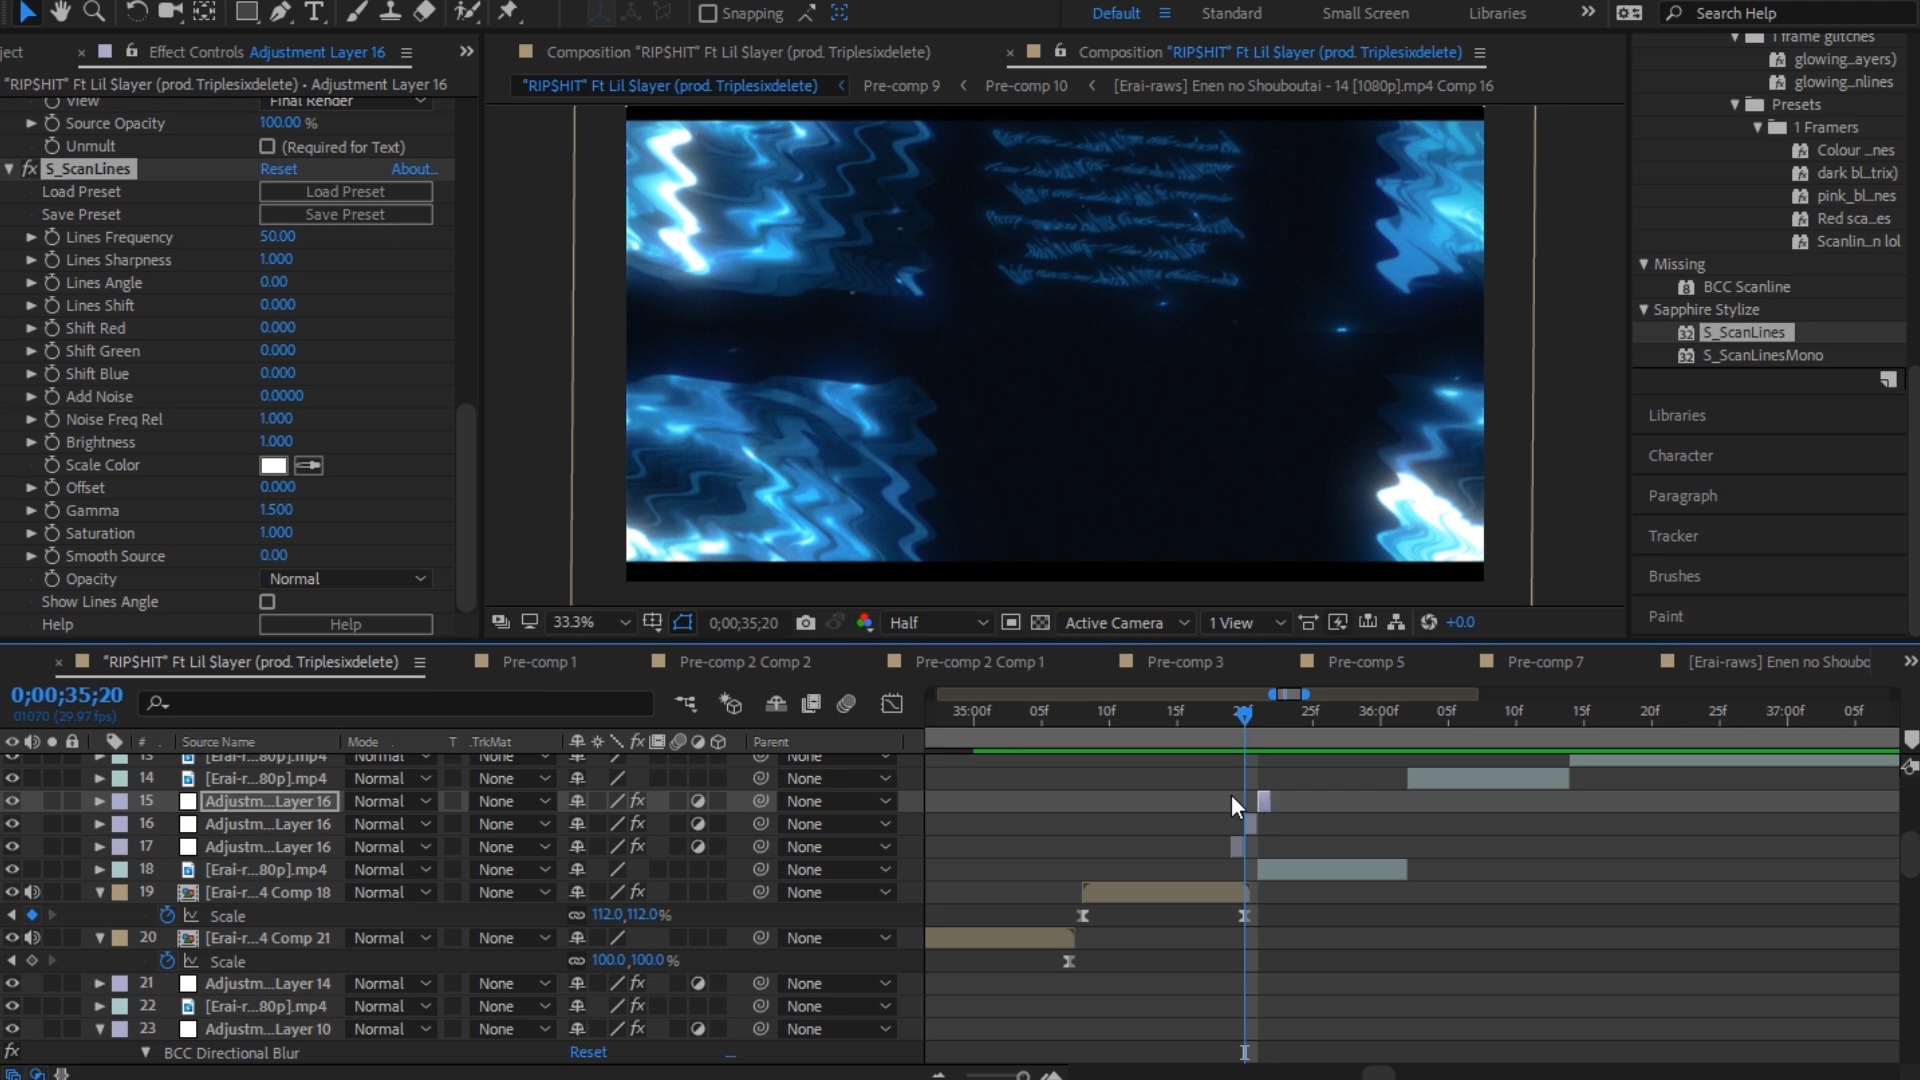 Snapping
Default
Standard
Small Screen
Libraries
Search Help
ject
Effect Controls Adjustment Layer 16
"RIP$HIT" Ft Lil $layer (prod. Triplesixdelete) • Adjustment Layer 16
View
Final Render
Source Opacity
100.00 %
Unmult
(Required for Text)
fx S_ScanLines
Reset
About...
Load Preset
Load Preset
Save Preset
Save Preset
Lines Frequency
50.00
Lines Sharpness
1.000
Lines Angle
0.00
Lines Shift
0.000
Shift Red
0.000
Shift Green
0.000
Shift Blue
0.000
Add Noise
0.0000
Noise Freq Rel
1.000
Brightness
1.000
Scale Color
Offset
0.000
Gamma
1.500
Saturation
1.000
Smooth Source
0.00
Opacity
Normal
Show Lines Angle
Help
Help
Composition "RIP$HIT" Ft Lil $layer (prod. Triplesixdelete)
Composition "RIP$HIT" Ft Lil $layer (prod. Triplesixdelete)
"RIP$HIT" Ft Lil $layer (prod. Triplesixdelete)
Pre-comp 9
Pre-comp 10
[Erai-raws] Enen no Shouboutai - 14 [1080p].mp4 Comp 16
33.3%
0;00;35;20
Half
Active Camera
1 View
+0.0
1 frame glitches
glowing_ayers)
glowing_nlines
Presets
1 Framers
Colour _nes
dark bl_trix)
pink_bl_nes
Red sca_es
Scanlin_n lol
Missing
BCC Scanline
Sapphire Stylize
S_ScanLines
S_ScanLinesMono
Libraries
Character
Paragraph
Tracker
Brushes
Paint
"RIP$HIT" Ft Lil $layer (prod. Triplesixdelete)
Pre-comp 1
Pre-comp 2 Comp 2
Pre-comp 2 Comp 1
Pre-comp 3
Pre-comp 5
Pre-comp 7
[Erai-raws] Enen no Shoubo
0;00;35;20
01070 (29.97 fps)
35:00f 05f 10f 15f 20f 25f 36:00f 05f 10f 15f 20f 25f 37:00f 05f
# Source Name Mode T .TrkMat fx Parent
13 [Erai-r...80p].mp4 Normal None None
14 [Erai-r...80p].mp4 Normal None None
15 Adjustm...Layer 16 Normal None fx None
16 Adjustm...Layer 16 Normal None fx None
17 Adjustm...Layer 16 Normal None fx None
18 [Erai-r...80p].mp4 Normal None None
19 [Erai-r...4 Comp 18 Normal None fx None
Scale 112.0,112.0%
20 [Erai-r...4 Comp 21 Normal None None
Scale 100.0,100.0%
21 Adjustm...Layer 14 Normal None fx None
22 [Erai-r...80p].mp4 Normal None fx None
23 Adjustm...Layer 10 Normal None fx None
fx BCC Directional Blur Reset